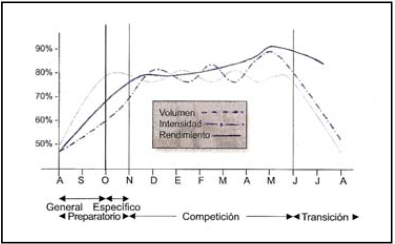 90%
80%
70%
60%
50%
Volumen
Intensidad
Rendimiento
A S O N D E F M A M J J A
General Específico
Preparatorio Competición Transición